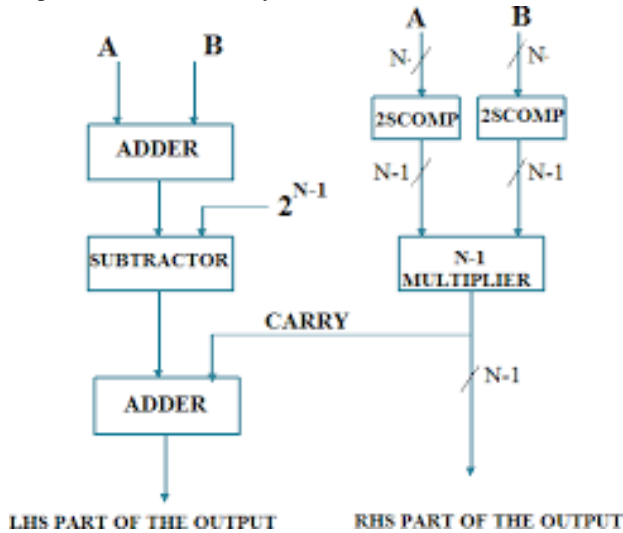 A B
A B
N- N-
2SCOMP 2SCOMP
ADDER
N-1 N-1
2^{N-1}
SUBTRACTOR
N-1
MULTIPLIER
CARRY
N-1
ADDER
LHS PART OF THE OUTPUT
RHS PART OF THE OUTPUT